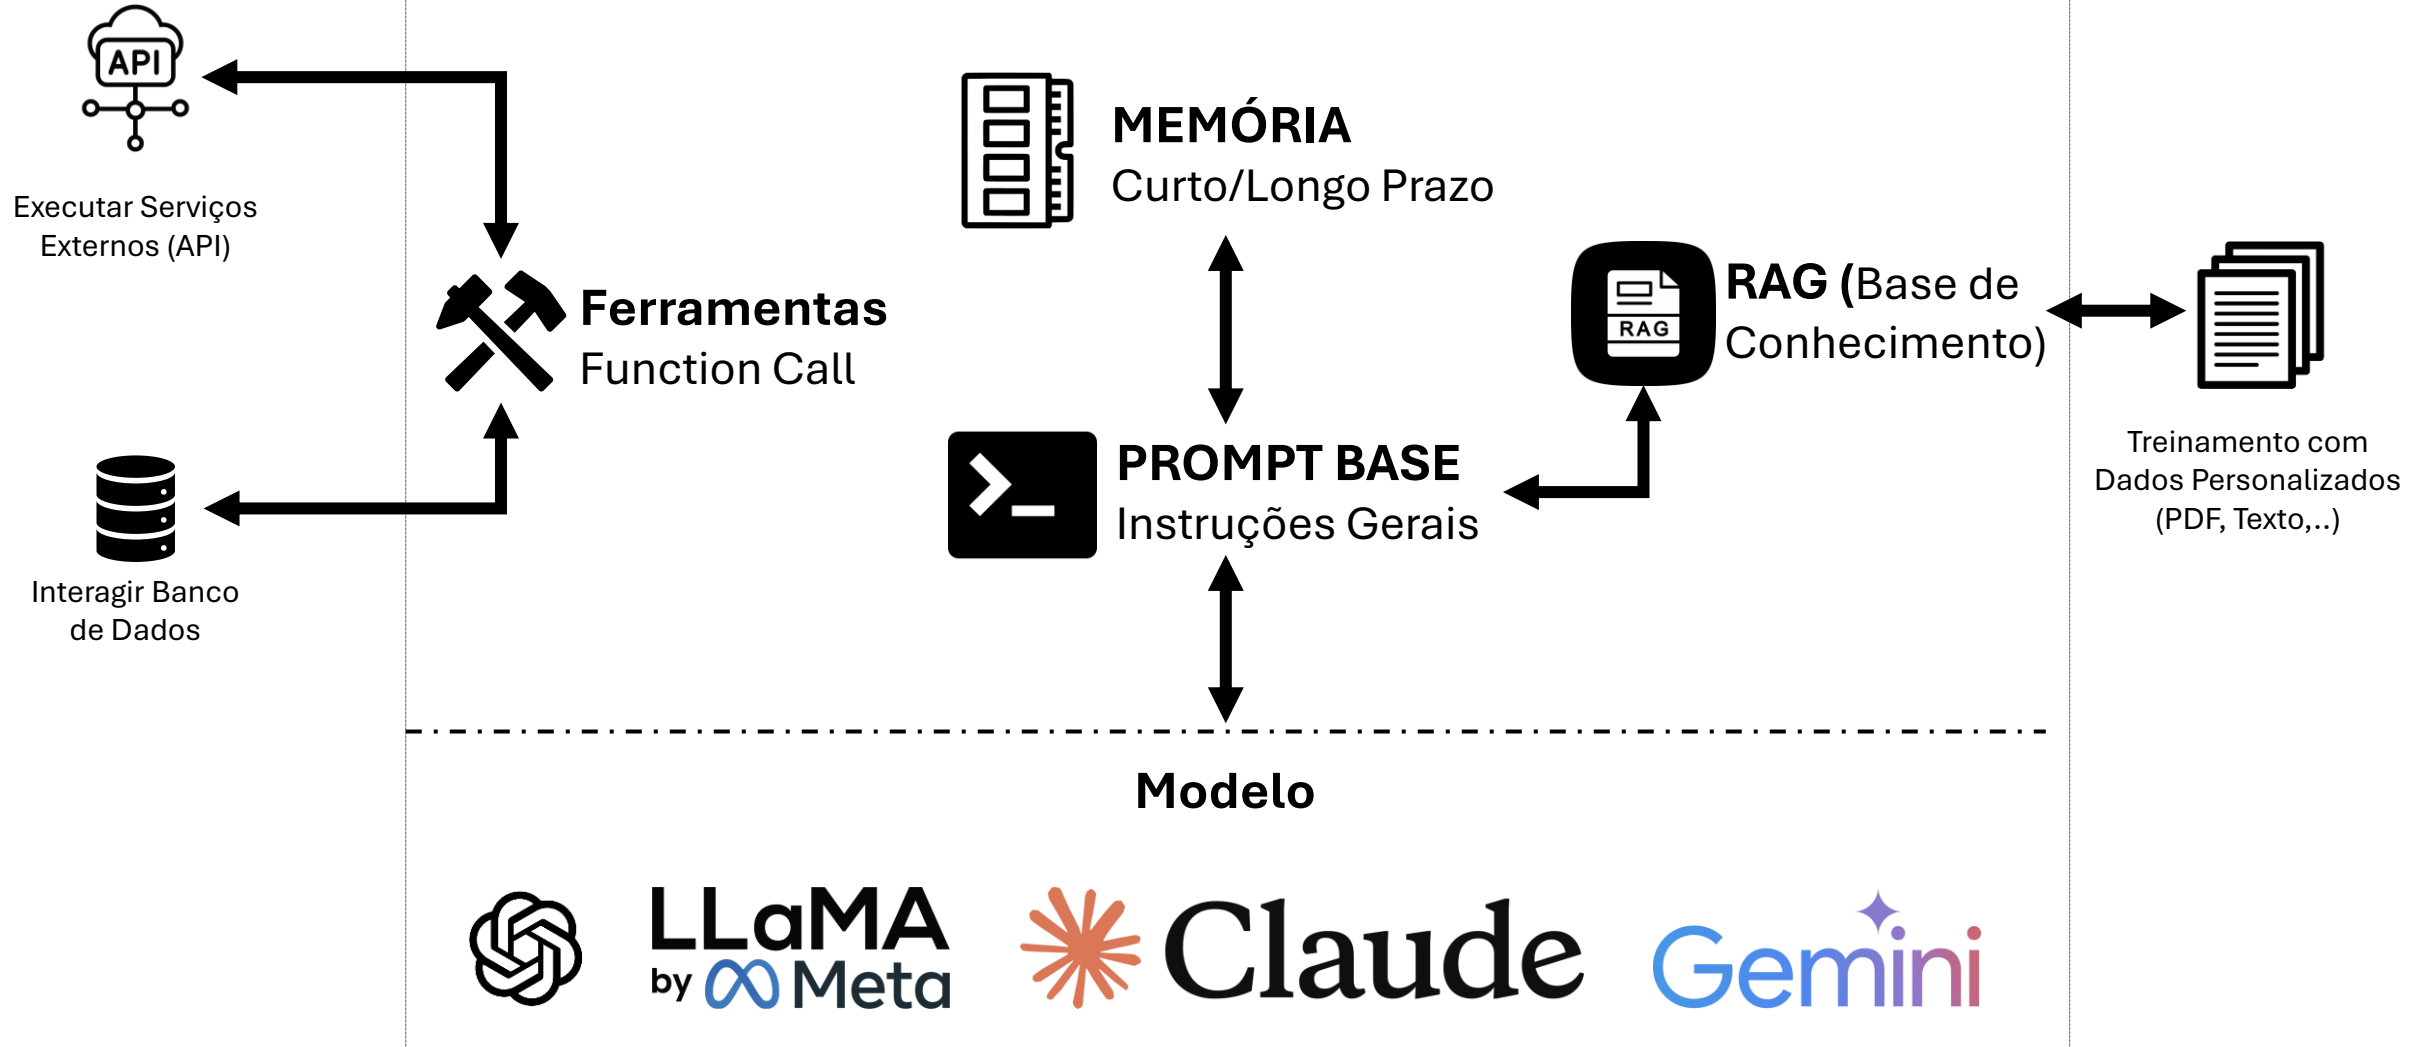 API
Executar Serviços
Externos (API)
MEMÓRIA
Curto/Longo Prazo
Ferramentas
Function Call
RAG
RAG (Base de
Conhecimento)
PROMPT BASE
Instruções Gerais
Treinamento com
Dados Personalizados
(PDF, Texto,..)
Interagir Banco
de Dados
Modelo
LLaMA
by Meta
Claude
Gemini